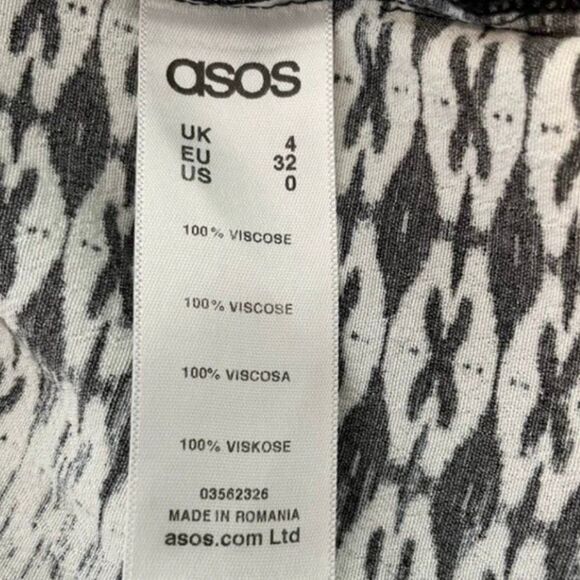 asos
UK 4
EU 32
US 0
100% VISCOSE
100% VISCOSE
100% VISCOSA
100% VISKOSE
03562326
MADE IN ROMANIA
asos.com Ltd